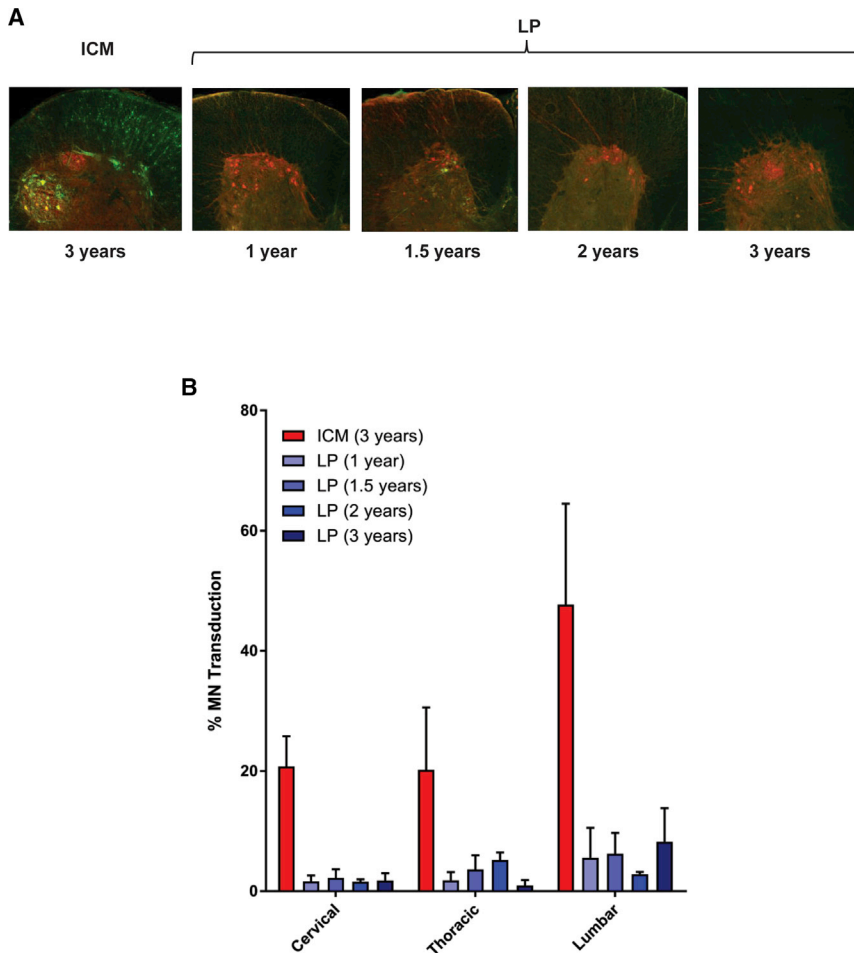 A
ICM
LP
3 years
1 year
1.5 years
2 years
3 years
B
% MN Transduction
80
60
40
20
0
ICM (3 years)
LP (1 year)
LP (1.5 years)
LP (2 years)
LP (3 years)
Cervical
Thoracic
Lumbar